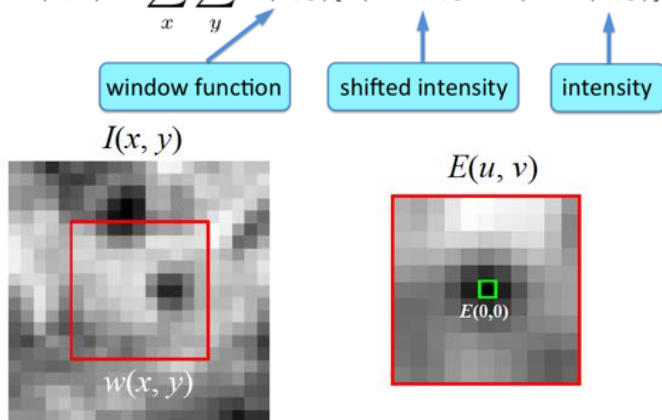 ∑ ∑
x y
window function shifted intensity intensity
I(x, y)
E(u, v)
E(0,0)
w(x, y)